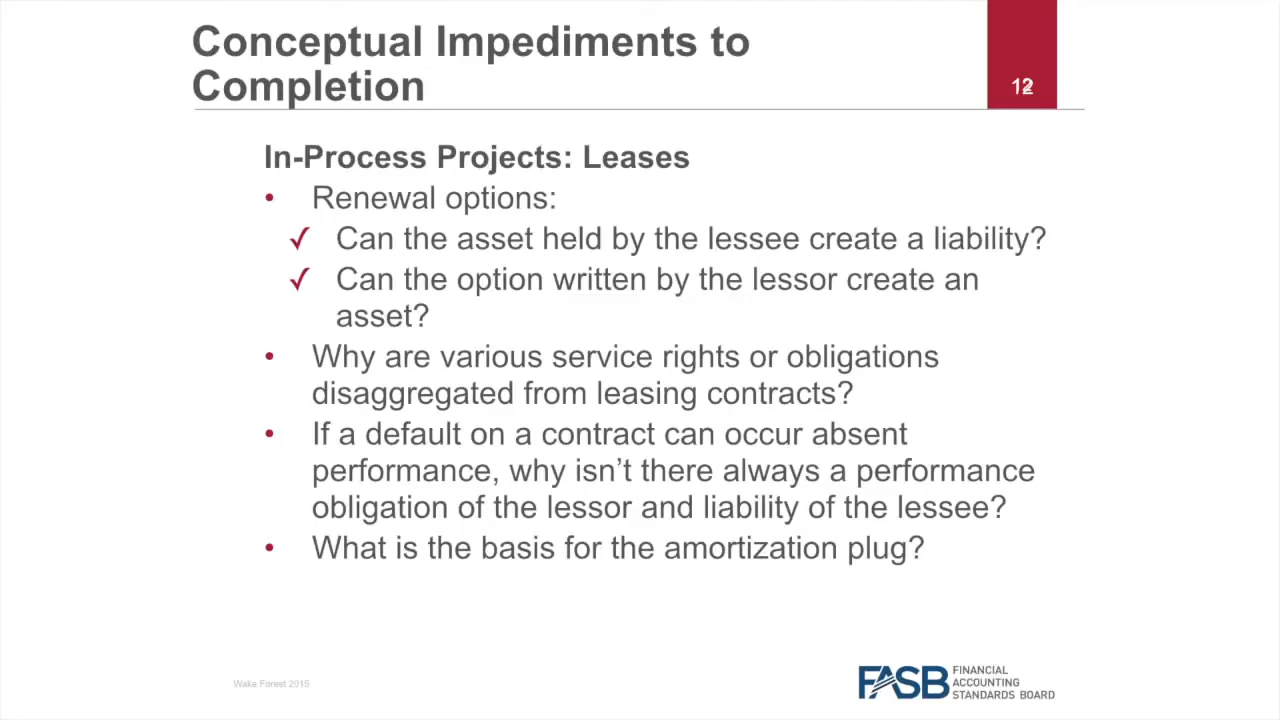 Conceptual Impediments to
Completion
12
In-Process Projects: Leases
• Renewal options:
✓ Can the asset held by the lessee create a liability?
✓ Can the option written by the lessor create an
asset?
• Why are various service rights or obligations
disaggregated from leasing contracts?
• If a default on a contract can occur absent
performance, why isn’t there always a performance
obligation of the lessor and liability of the lessee?
• What is the basis for the amortization plug?
Wake Forest 2015
FASB
FINANCIAL
ACCOUNTING
STANDARDS BOARD